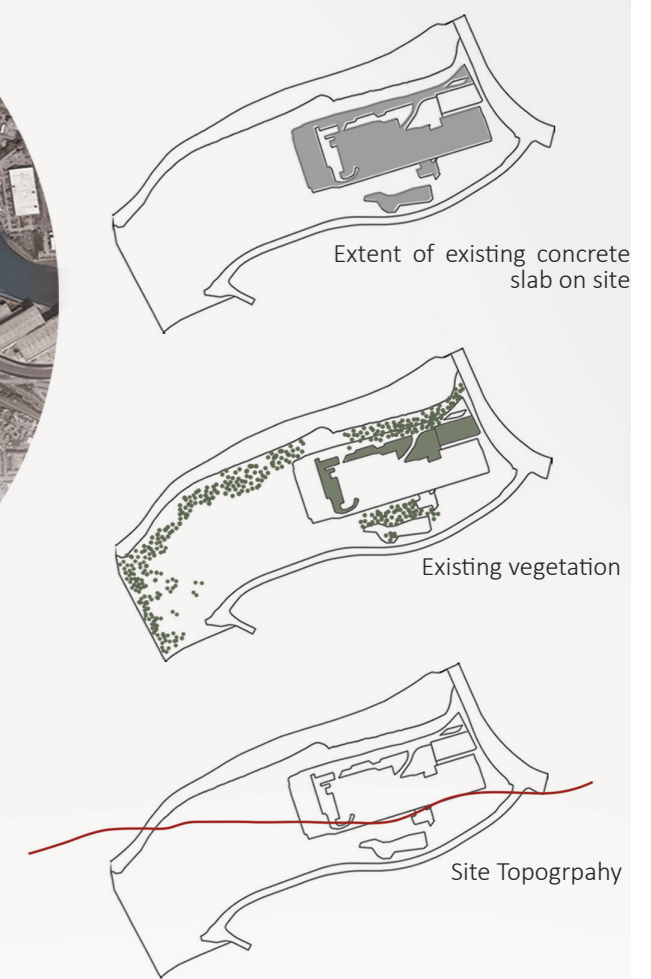 Extent of existing concrete
slab on site
Existing vegetation
Site Topogrpahy